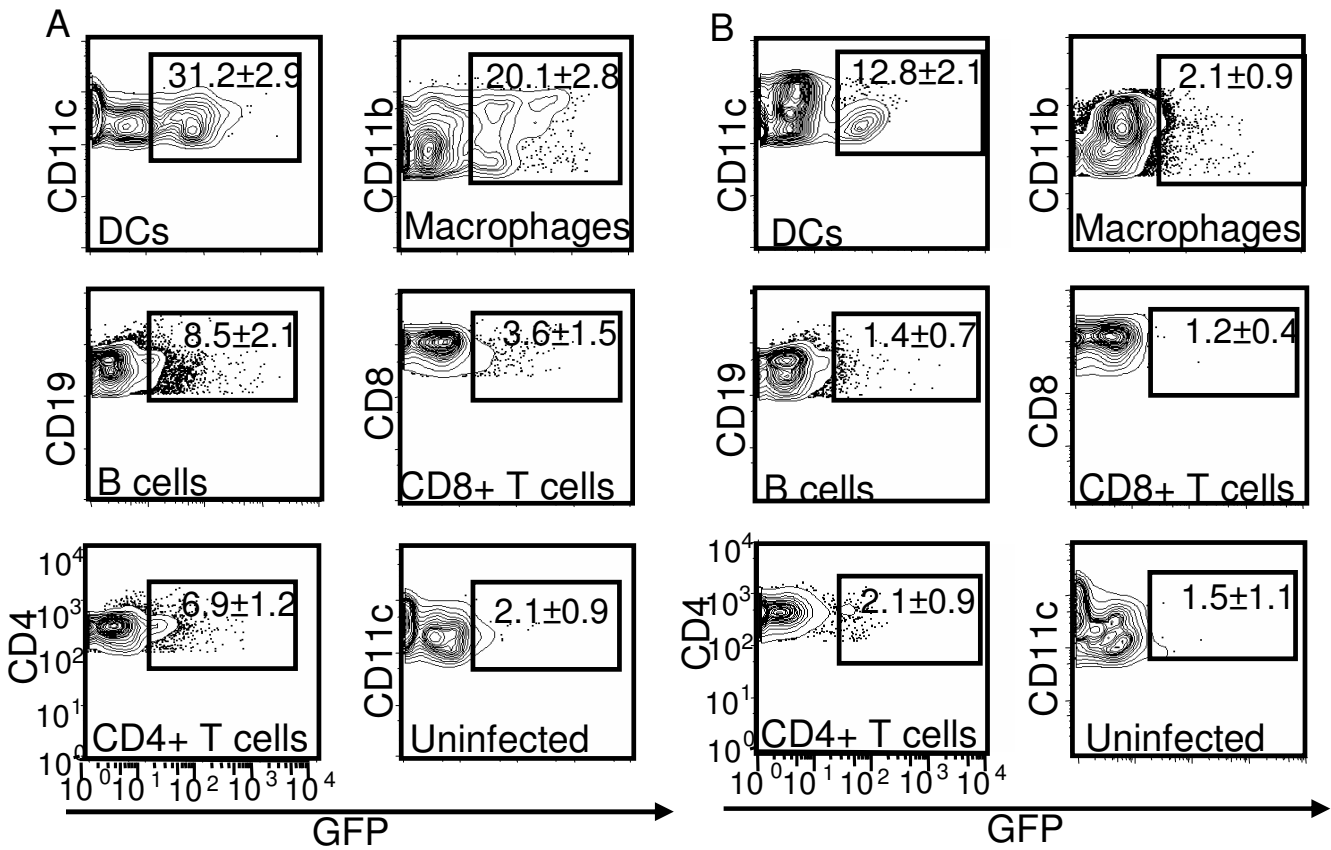 A
31.2±2.9
CD11c
DCs
20.1±2.8
CD11b
Macrophages
8.5±2.1
CD19
B cells
3.6±1.5
CD8
CD8+ T cells
10⁴
10³
10²
10¹
10⁰
CD4
6.9±1.2
CD4+ T cells
10⁰ 10¹ 10² 10³ 10⁴
2.1±0.9
CD11c
Uninfected
GFP
B
12.8±2.1
CD11c
DCs
2.1±0.9
CD11b
Macrophages
1.4±0.7
CD19
B cells
1.2±0.4
CD8
CD8+ T cells
10⁴
10³
10²
10¹
10⁰
CD4
2.1±0.9
CD4+ T cells
10⁰ 10¹ 10² 10³ 10⁴
1.5±1.1
CD11c
Uninfected
GFP